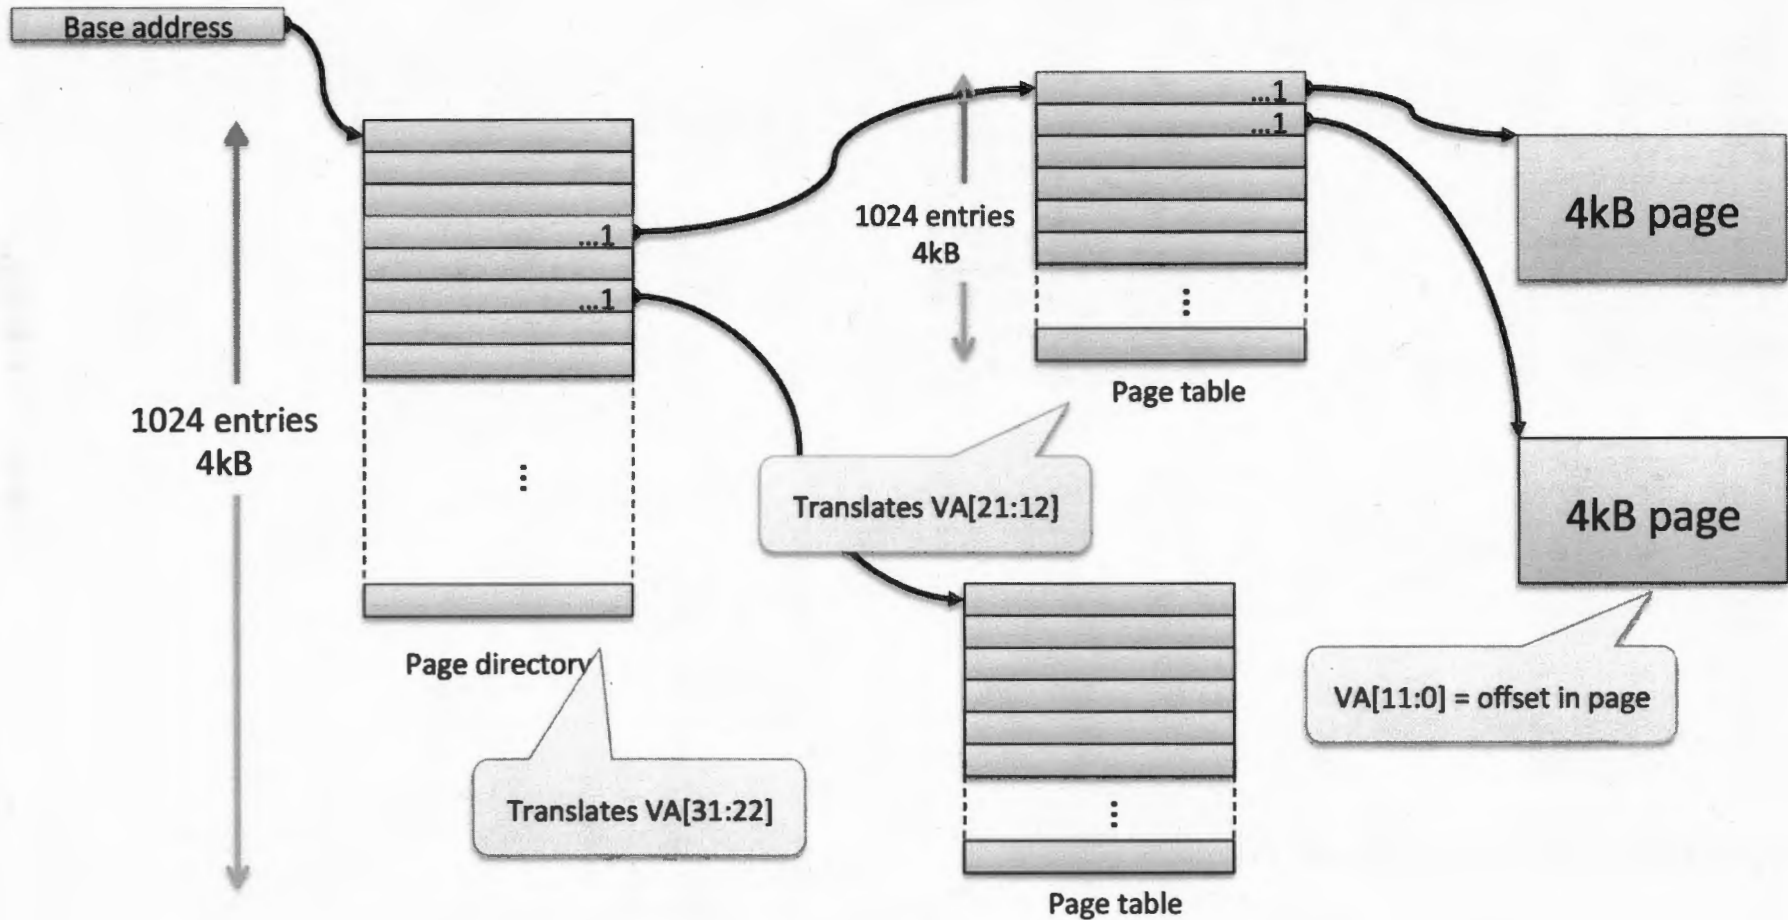 Base address
...1
...1
1024 entries
4kB
Page directory
Translates VA[31:22]
...1
...1
1024 entries
4kB
⋮
⋮
Page table
Translates VA[21:12]
⋮
Page table
4kB page
4kB page
VA[11:0] = offset in page